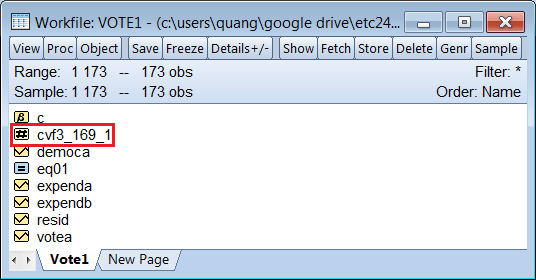 Workfile: VOTE1 - (c:\users\quang\google drive\etc24...
View Proc Object Save Freeze Details+/- Show Fetch Store Delete Genr Sample
Range: 1 173 -- 173 obs Filter: *
Sample: 1 173 -- 173 obs Order: Name
β c
# cvf3_169_1
democa
= eq01
expenda
expendb
resid
votea
Vote1 New Page